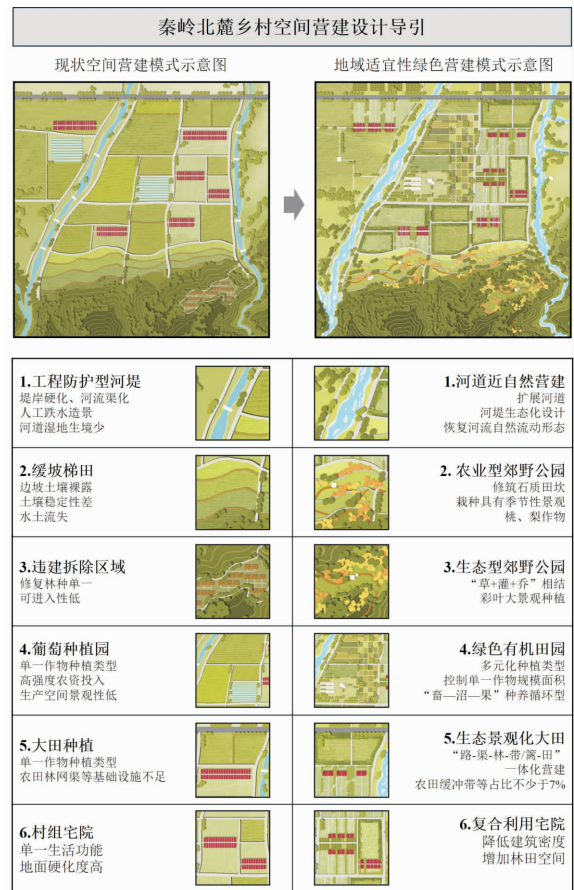 秦岭北麓乡村空间营建设计导引
现状空间营建模式示意图
地域适宜性绿色营建模式示意图
1.工程防护型河堤
堤岸硬化、河流渠化
人工跌水造景
河道湿地生境少
1.河道近自然营建
扩展河道
河堤生态化设计
恢复河流自然流动形态
2.缓坡梯田
边坡土壤裸露
土壤稳定性差
水土流失
2. 农业型郊野公园
修筑石质田坎
栽种具有季节性景观
桃、梨作物
3.违建拆除区域
修复林种单一
可进入性低
3.生态型郊野公园
“草+灌+乔”相结
彩叶大景观种植
4.葡萄种植园
单一作物种植类型
高强度农资投入
生产空间景观性低
4.绿色有机田园
多元化种植类型
控制单一作物规模面积
“畜—沼—果”种养循环型
5.大田种植
单一作物种植类型
农田林网渠等基础设施不足
5.生态景观化大田
“路-渠-林-带/篱-田”
一体化营建
农田缓冲带等占比不少于7%
6.村组宅院
单一生活功能
地面硬化度高
6.复合利用宅院
降低建筑密度
增加林田空间